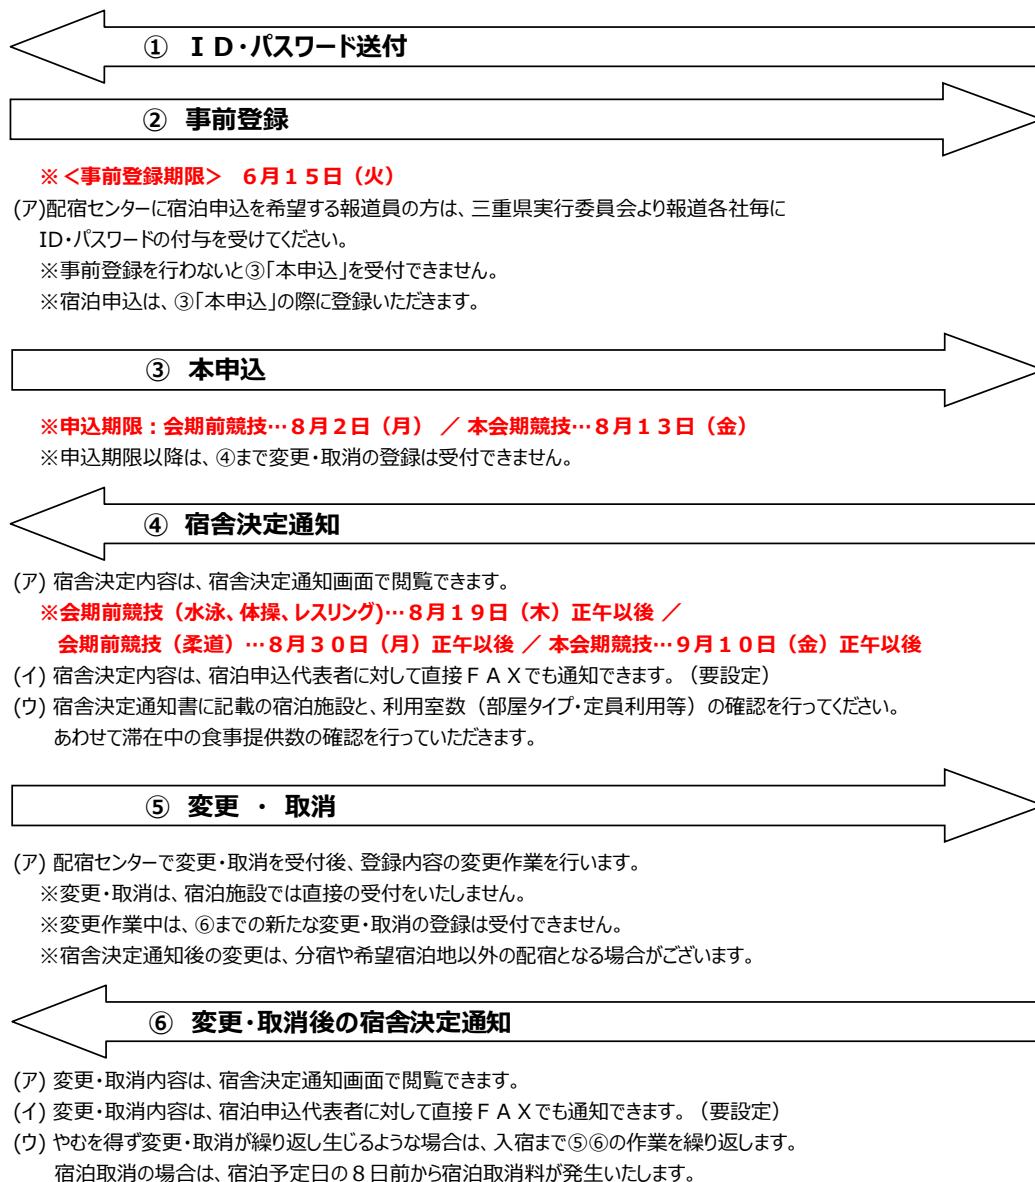 ① ＩＤ・パスワード送付
② 事前登録
※＜事前登録期限＞　６月１５日（火）
(ア)配宿センターに宿泊申込を希望する報道員の方は、三重県実行委員会より報道各社毎に
ID・パスワードの付与を受けてください。
※事前登録を行わないと③「本申込」を受付できません。
※宿泊申込は、③「本申込」の際に登録いただきます。
③ 本申込
※申込期限：会期前競技…８月２日（月） ／ 本会期競技…８月１３日（金）
※申込期限以降は、④まで変更・取消の登録は受付できません。
④ 宿舎決定通知
(ア) 宿舎決定内容は、宿舎決定通知画面で閲覧できます。
※会期前競技（水泳、体操、レスリング)…８月１９日（木）正午以後 ／
会期前競技（柔道）…８月３０日（月）正午以後 ／ 本会期競技…９月１０日（金）正午以後
(イ) 宿舎決定内容は、宿泊申込代表者に対して直接ＦＡＸでも通知できます。（要設定）
(ウ) 宿舎決定通知書に記載の宿泊施設と、利用室数（部屋タイプ・定員利用等）の確認を行ってください。
あわせて滞在中の食事提供数の確認を行っていただきます。
⑤ 変更 ・ 取消
(ア) 配宿センターで変更・取消を受付後、登録内容の変更作業を行います。
※変更・取消は、宿泊施設では直接の受付をいたしません。
※変更作業中は、⑥までの新たな変更・取消の登録は受付できません。
※宿舎決定通知後の変更は、分宿や希望宿泊地以外の配宿となる場合がございます。
⑥ 変更・取消後の宿舎決定通知
(ア) 変更・取消内容は、宿舎決定通知画面で閲覧できます。
(イ) 変更・取消内容は、宿泊申込代表者に対して直接ＦＡＸでも通知できます。（要設定）
(ウ) やむを得ず変更・取消が繰り返し生じるような場合は、入宿まで⑤⑥の作業を繰り返します。
宿泊取消の場合は、宿泊予定日の８日前から宿泊取消料が発生いたします。